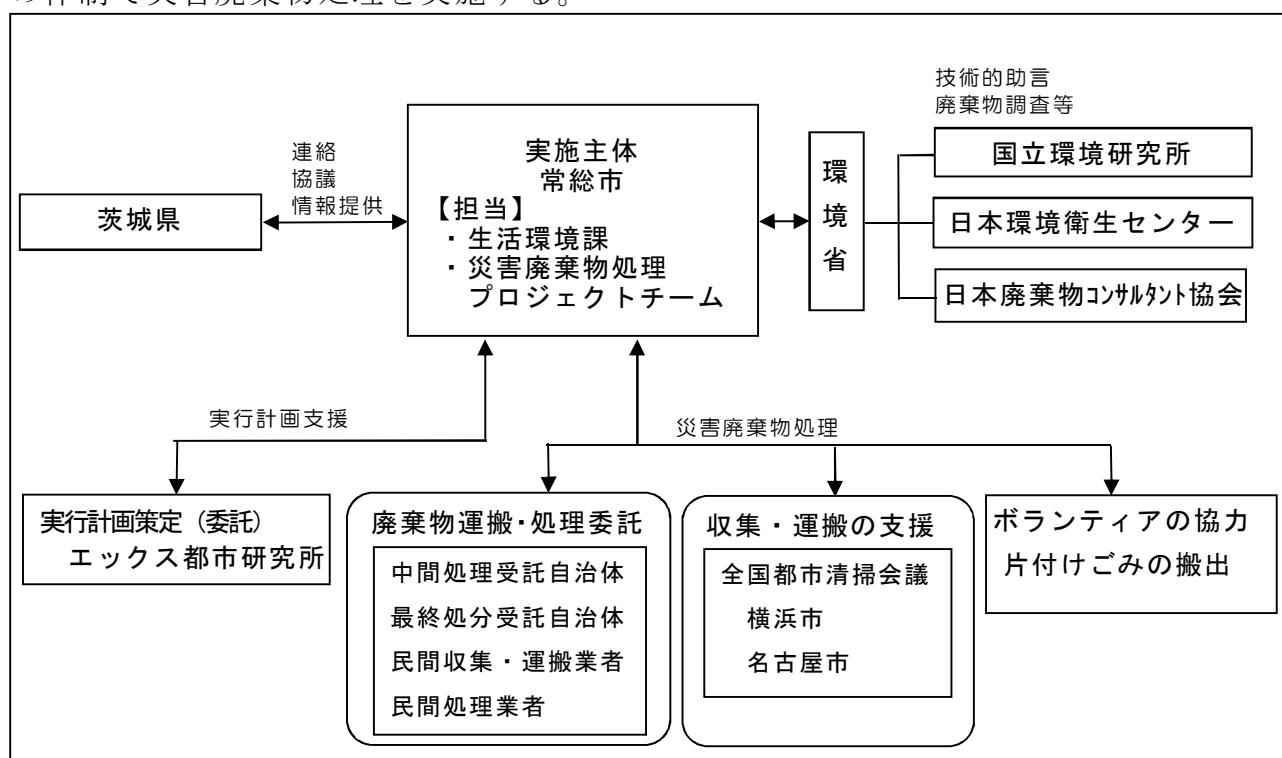 の体制で災害廃棄物処理を実施する。
技術的助言
廃棄物調査等
実施主体
常総市
【担当】
・生活環境課
・災害廃棄物処理
プロジェクトチーム
連絡
協議
情報提供
茨城県
環
境
省
国立環境研究所
日本環境衛生センター
日本廃棄物ｺﾝｻﾙﾀﾝﾄ協会
実行計画支援
災害廃棄物処理
実行計画策定（委託）
エックス都市研究所
廃棄物運搬・処理委託
中間処理受託自治体
最終処分受託自治体
民間収集・運搬業者
民間処理業者
収集・運搬の支援
全国都市清掃会議
横浜市
名古屋市
ボランティアの協力
片付けごみの搬出